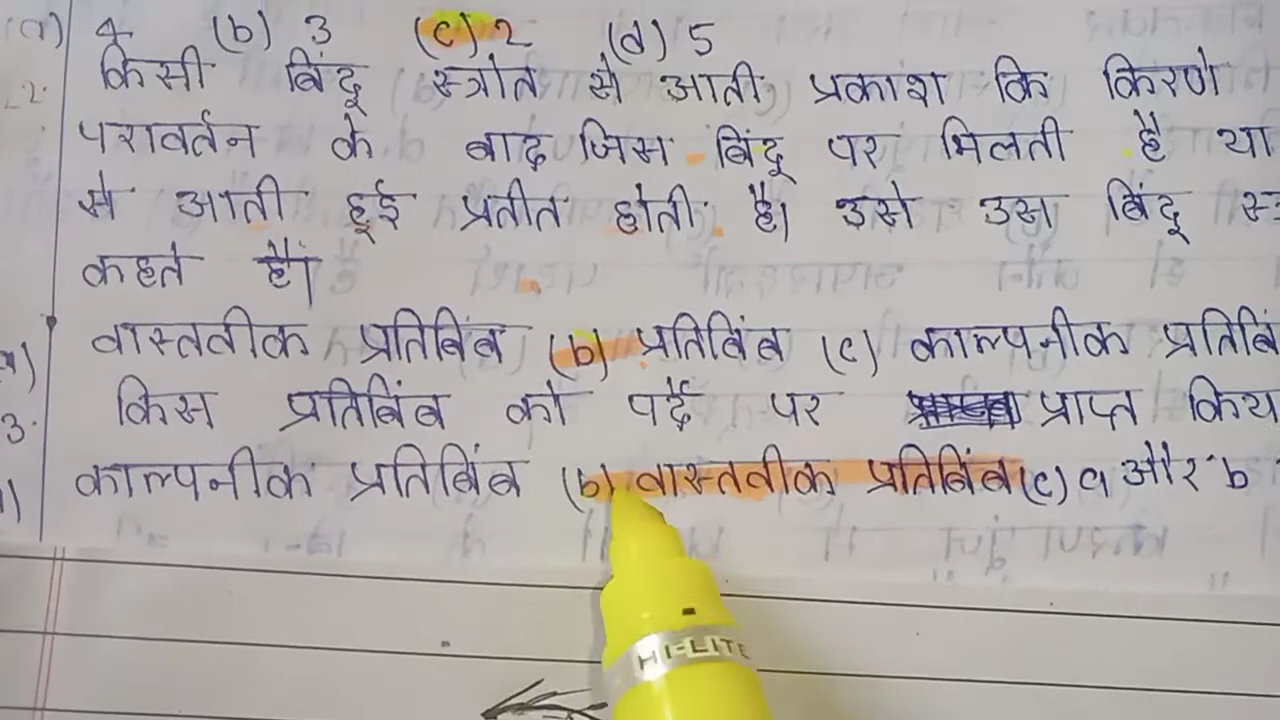 (a) 4 (b) 3 (c) 2 (d) 5
2. किसी बिंदू स्त्रोत से आती प्रकाश कि किरणे
परावर्तन के बाद जिस बिंदू पर मिलती है या
से आती हूई प्रतीत होती है। उसे उस बिंदू
कहते है।
a) वास्तवीक प्रतिबिंब (b) प्रतिबिंब (c) काल्पनीक प्रतिबिं
3. किस प्रतिबिंब को पर्दे पर प्राप्त किय
काल्पनीक प्रतिबिंब (b) वास्तवीक प्रतिबिंब (c) a और b
HI-LITE